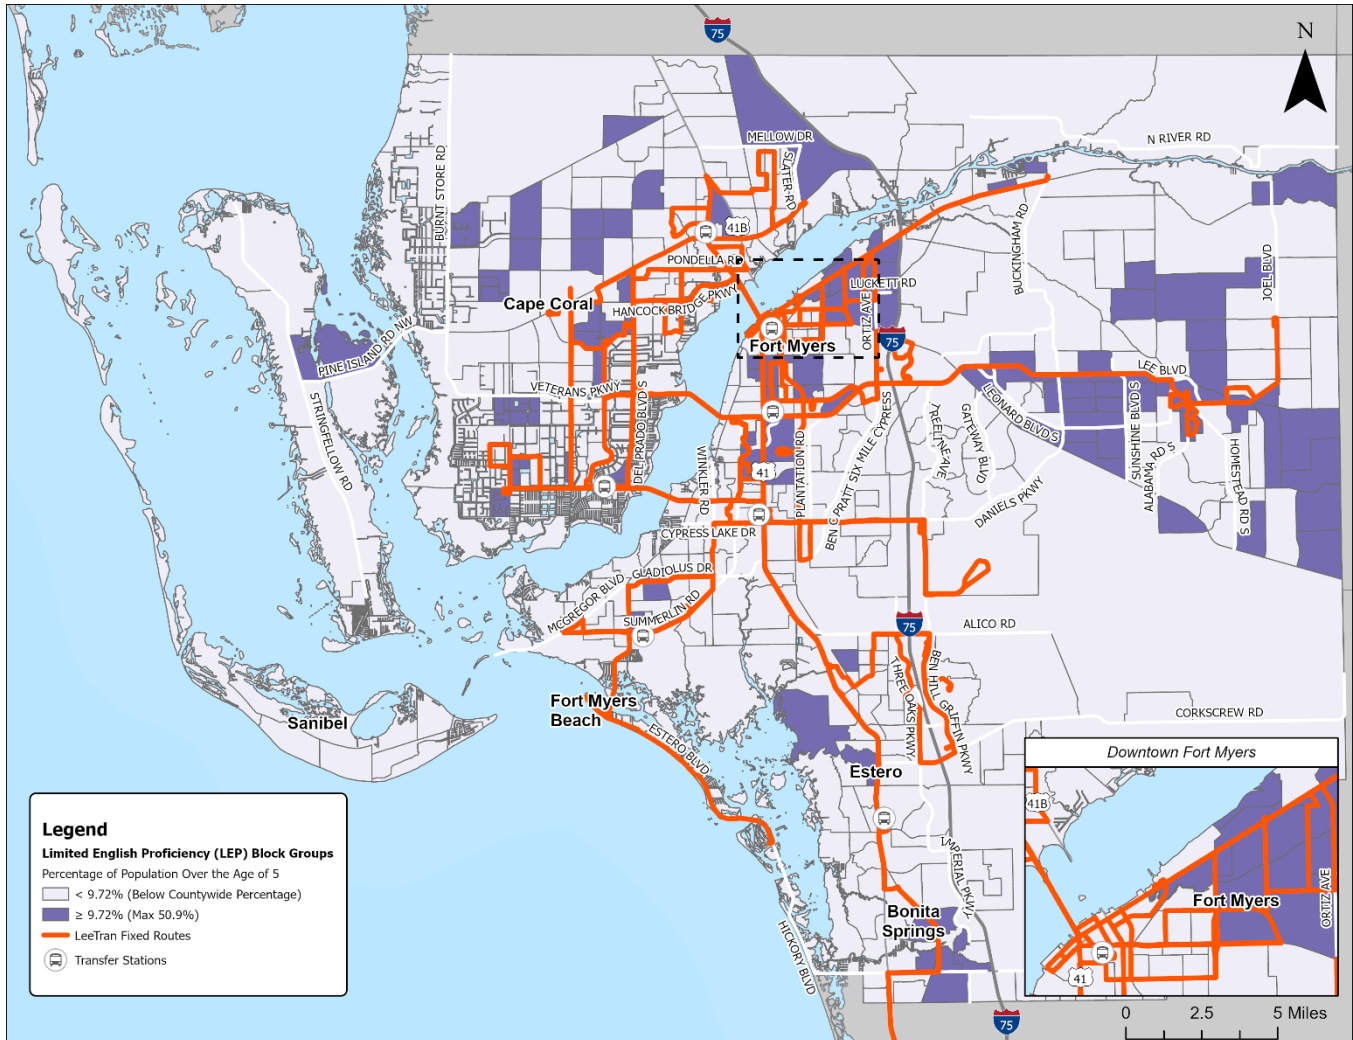 75
N
MELLOW DR
N RIVER RD
SLATER RD
BURNT STORE RD
41B
BUCKINGHAM RD
JOEL BLVD
PONDELLA RD
LUCKETT RD
Cape Coral
HANCOCK BRIDGE PKWY
ORTIZ AVE
PINE ISLAND RD NW
Fort Myers
75
LEE BLVD
VETERANS PKWY
DEL PRADO BLVD S
LEONARD BLVD S
STRINGFELLOW RD
TREELINE AVE
GATEWAY BLVD
SUNSHINE BLVD S
ALABAMA RD S
HOMESTEAD RD S
WINKLER RD
41
PLANTATION RD
BEN C PRATT SIX MILE CYPRESS
DANIELS PKWY
CYPRESS LAKE DR
GLADIOLUS DR
MCGREGOR BLVD
SUMMERLIN RD
75
ALICO RD
THREE OAKS PKWY
BEN HILL GRIFFIN PKWY
Fort Myers
Beach
Sanibel
CORKSCREW RD
ESTERO BLVD
Estero
IMPERIAL PKWY
Bonita
Springs
HICKORY BLVD
75
Downtown Fort Myers
41B
Fort Myers
ORTIZ AVE
41
Legend
Limited English Proficiency (LEP) Block Groups
Percentage of Population Over the Age of 5
< 9.72% (Below Countywide Percentage)
≥ 9.72% (Max 50.9%)
LeeTran Fixed Routes
Transfer Stations
0 2.5 5 Miles